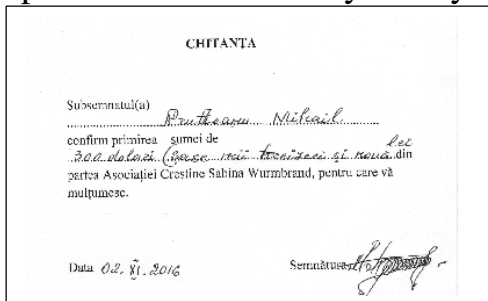 CHITANȚA
Subsemnatul(a)
Mihail
confirm primirea sumei de lei
300 dolari (Șase mii treizeci și nouă din
partea Asociației Creștine Sabina Wurmbrand, pentru care vă
mulțumesc.
Data 02. XI. 2016 Semnătura